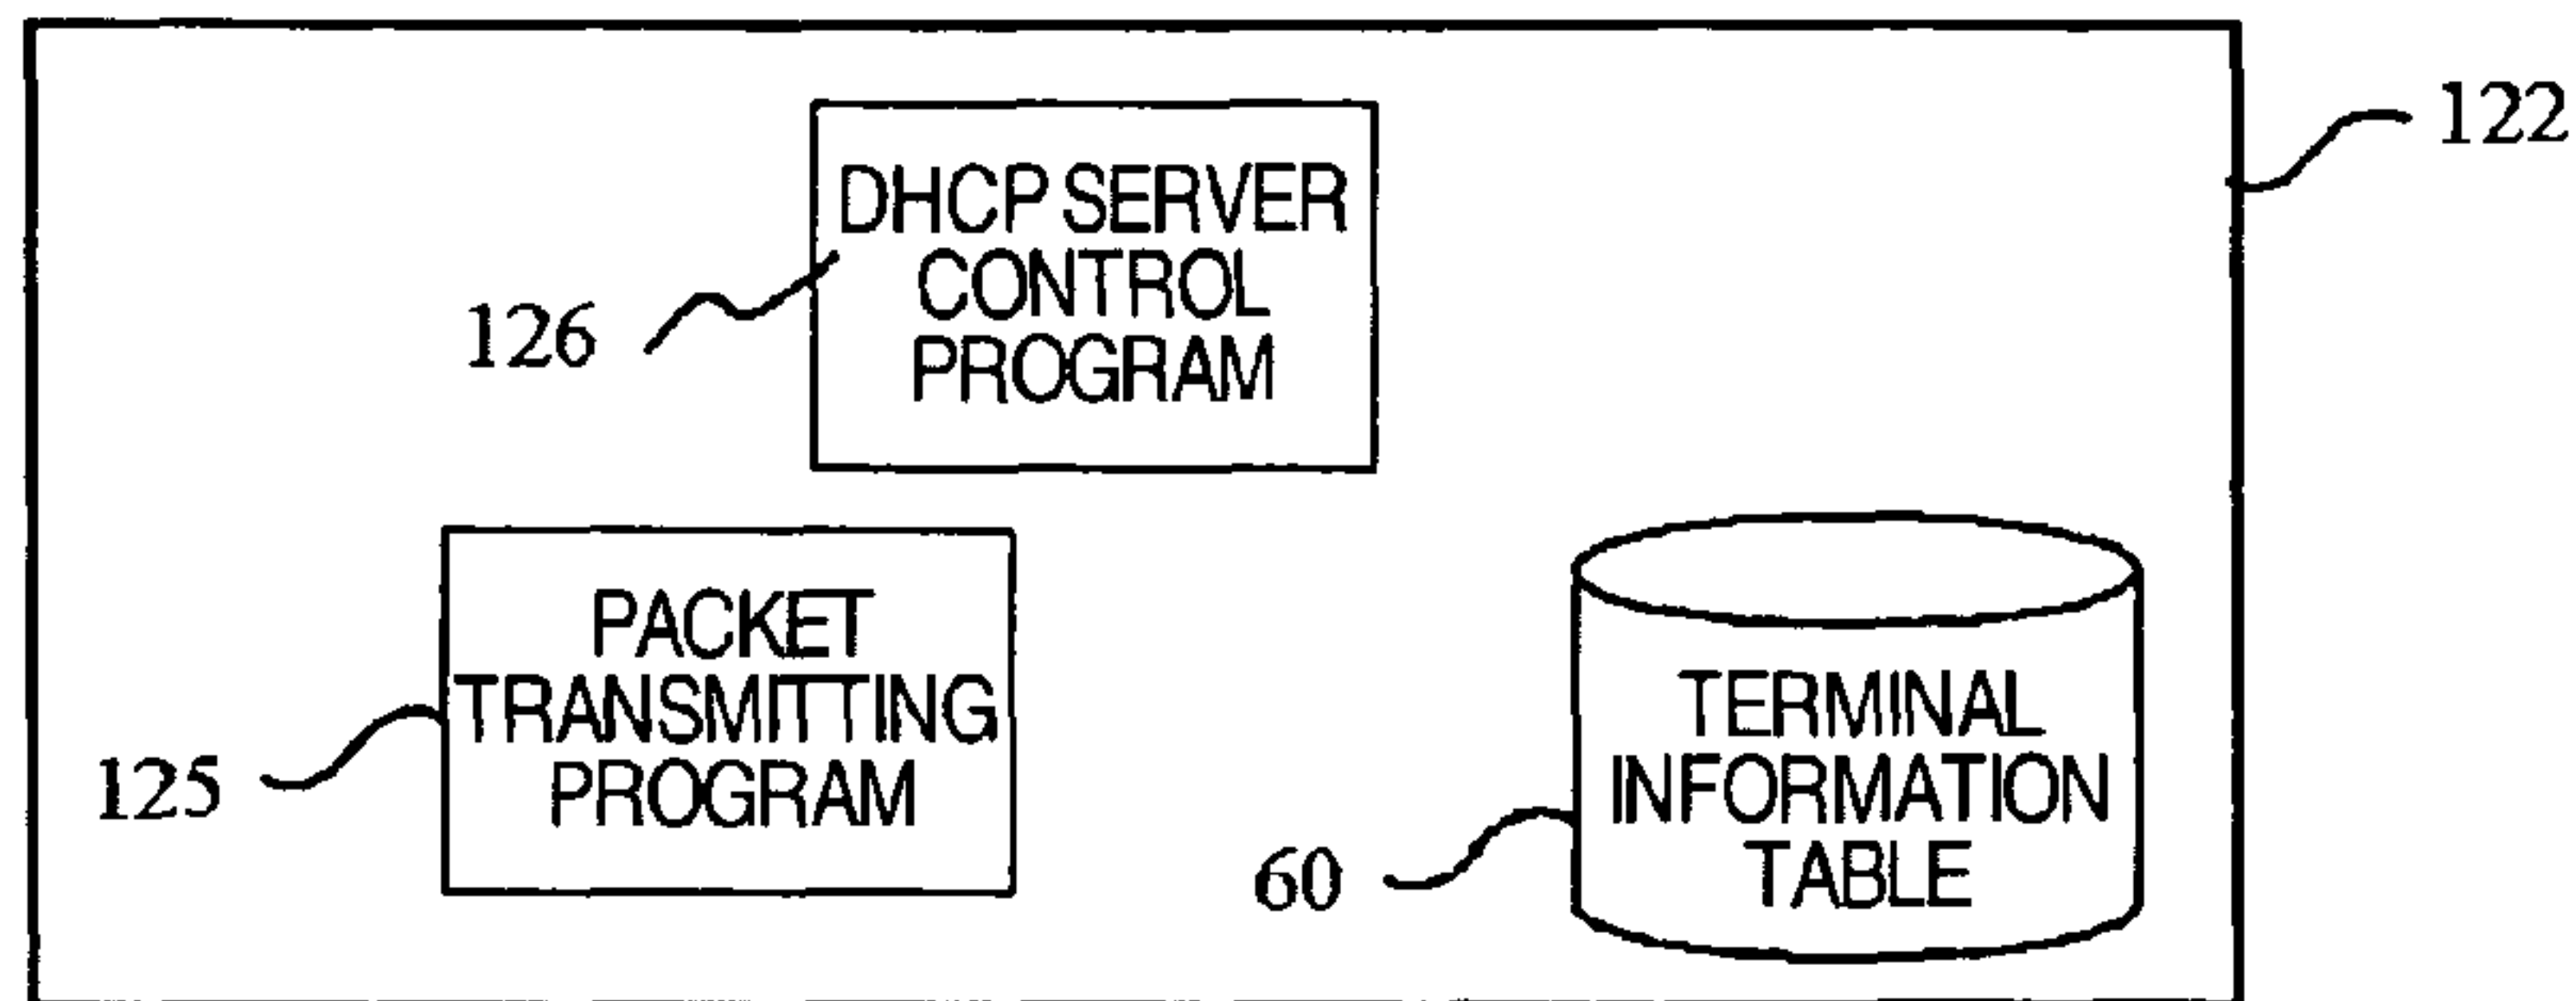 122
DHCP SERVER
CONTROL
PROGRAM
126
PACKET
TRANSMITTING
PROGRAM
125
TERMINAL
INFORMATION
TABLE
60